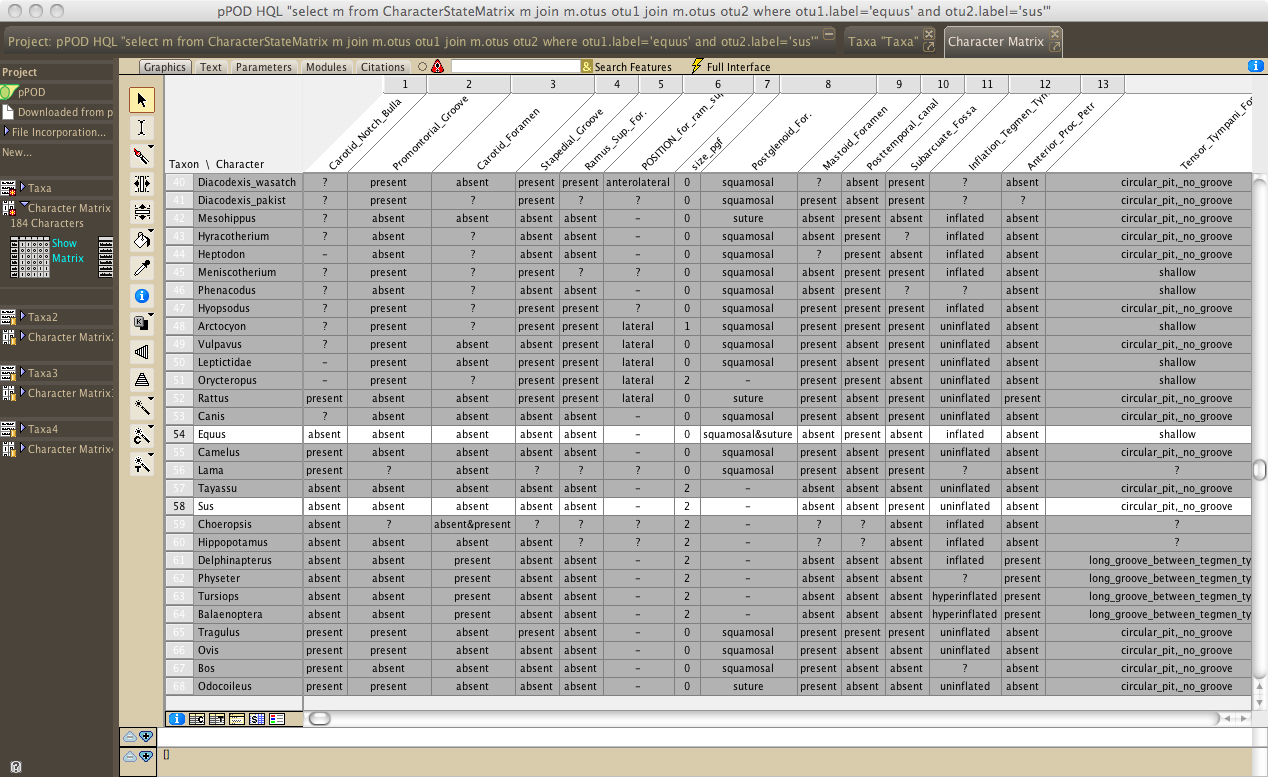 pPOD HQL "select m from CharacterStateMatrix m join m.otus otu1 join m.otus otu2 where otu1.label='equus' and otu2.label='sus'"
Project: pPOD HQL "select m from CharacterStateMatrix m join m.otus otu1 join m.otus otu2 where otu1.label='equus' and otu2.label='sus'"
Taxa "Taxa"
Character Matrix
Graphics Text Parameters Modules Citations & Search Features Full Interface
Project
pPOD
Downloaded from p
File Incorporation...
New...
Taxa
Character Matrix
184 Characters
Show
Matrix
Taxa2
Character Matrix2
Taxa3
Character Matrix
Taxa4
Character Matrix
1 2 3 4 5 6 7 8 9 10 11 12 13
Taxon \ Character
Carotid_Notch_Bulla
Promontorial_Groove
Carotid_Foramen
Stapedial_Groove
Ramus_Sup._For.
POSITION_for_ram_sup
size_pgf
Postglenoid_For.
Mastoid_Foramen
Posttemporal_canal
Subarcuate_Fossa
Inflation_Tegmen_Tym
Anterior_Proc_Petr
Tensor_Tympani_Fo
40 Diacodexis_wasatch ? present absent present present anterolateral 0 squamosal ? absent present ? absent circular_pit,_no_groove
41 Diacodexis_pakist ? present absent present ? ? 0 squamosal present absent present ? ? circular_pit,_no_groove
42 Mesohippus ? absent absent absent absent - 0 suture absent present absent inflated absent circular_pit,_no_groove
43 Hyracotherium ? absent ? absent absent - 0 squamosal absent present ? inflated absent circular_pit,_no_groove
44 Heptodon - absent ? absent absent - 0 squamosal ? present absent inflated absent circular_pit,_no_groove
45 Meniscotherium ? present ? present ? ? 0 squamosal absent present present inflated absent shallow
46 Phenacodus ? absent ? absent absent - 0 squamosal absent present ? ? absent shallow
47 Hyopsodus ? present ? present present ? 0 squamosal present present present inflated absent circular_pit,_no_groove
48 Arctocyon ? present ? present present lateral 1 squamosal present present present uninflated absent shallow
49 Vulpavus ? present absent present present lateral 0 squamosal present present present uninflated absent circular_pit,_no_groove
50 Leptictidae - present absent present present lateral 0 squamosal present present present uninflated absent shallow
51 Orycteropus - present ? present present lateral 2 - present present absent uninflated absent shallow
52 Rattus present absent absent present present lateral 0 suture present absent present uninflated present circular_pit,_no_groove
53 Canis ? absent absent absent absent - 0 squamosal present absent present uninflated absent circular_pit,_no_groove
54 Equus absent absent absent absent absent - 0 squamosal&suture absent present absent inflated absent shallow
55 Camelus present absent absent absent absent - 0 squamosal present absent absent uninflated absent circular_pit,_no_groove
56 Lama present ? absent ? ? ? 0 squamosal present absent absent ? absent ?
57 Tayassu absent absent absent absent absent - 2 - absent absent absent uninflated absent circular_pit,_no_groove
58 Sus absent absent absent absent absent - 2 - absent absent present uninflated absent circular_pit,_no_groove
59 Choeropsis absent ? absent&present ? ? ? 2 - ? ? absent inflated absent ?
60 Hippopotamus absent absent absent absent ? ? 2 - ? ? absent inflated absent ?
61 Delphinapterus absent absent present absent absent - 2 - absent absent absent inflated present long_groove_between_tegmen_ty
62 Physeter absent absent present absent absent - 2 - absent absent absent ? present long_groove_between_tegmen_ty
63 Tursiops absent absent present absent absent - 2 - absent absent absent hyperinflated present long_groove_between_tegmen_ty
64 Balaenoptera absent absent present absent absent - 2 - absent absent absent hyperinflated present long_groove_between_tegmen_ty
65 Tragulus present present absent present absent - 0 squamosal present present present uninflated absent circular_pit,_no_groove
66 Ovis present present absent absent absent - 0 squamosal present absent absent uninflated absent circular_pit,_no_groove
67 Bos present absent absent absent absent - 0 squamosal present absent absent ? absent circular_pit,_no_groove
68 Odocoileus present present absent absent absent - 0 suture present absent absent uninflated absent circular_pit,_no_groove
[]